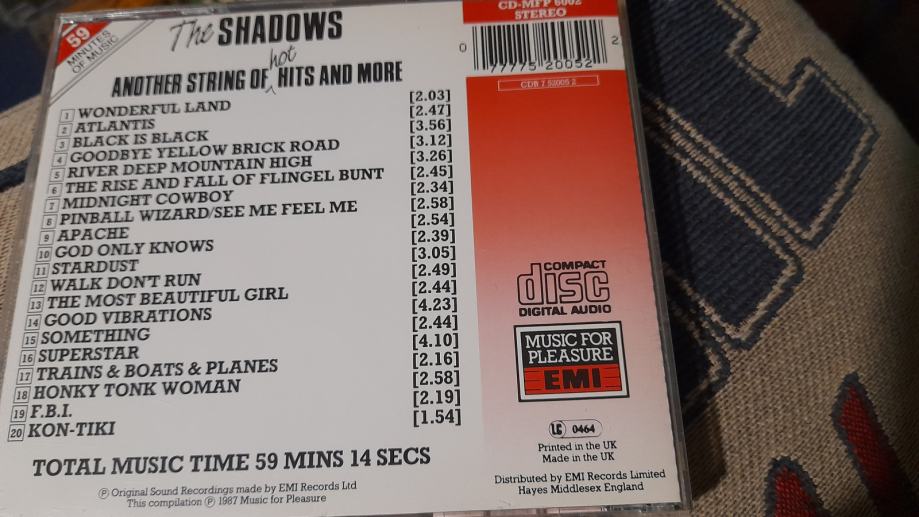 59
MINUTES
OF MUSIC
The SHADOWS
hot
ANOTHER STRING OF HITS AND MORE
1 WONDERFUL LAND [2.03]
2 ATLANTIS [2.47]
3 BLACK IS BLACK [3.56]
4 GOODBYE YELLOW BRICK ROAD [3.12]
5 RIVER DEEP MOUNTAIN HIGH [3.26]
6 THE RISE AND FALL OF FLINGEL BUNT [2.45]
7 MIDNIGHT COWBOY [2.34]
8 PINBALL WIZARD/SEE ME FEEL ME [2.58]
9 APACHE [2.54]
10 GOD ONLY KNOWS [2.39]
11 STARDUST [3.05]
12 WALK DON'T RUN [2.49]
13 THE MOST BEAUTIFUL GIRL [2.44]
14 GOOD VIBRATIONS [4.23]
15 SOMETHING [2.44]
16 SUPERSTAR [4.10]
17 TRAINS & BOATS & PLANES [2.16]
18 HONKY TONK WOMAN [2.58]
19 F.B.I. [2.19]
20 KON-TIKI [1.54]
TOTAL MUSIC TIME 59 MINS 14 SECS
Ⓟ Original Sound Recordings made by EMI Records Ltd
This compilation Ⓟ 1987 Music for Pleasure
CD-MFP 6002
STEREO
0 77775 20052 2
CDB 7 52005 2
COMPACT
disc
DIGITAL AUDIO
MUSIC FOR
PLEASURE
EMI
LC 0464
Printed in the UK
Made in the UK
Distributed by EMI Records Limited
Hayes Middlesex England